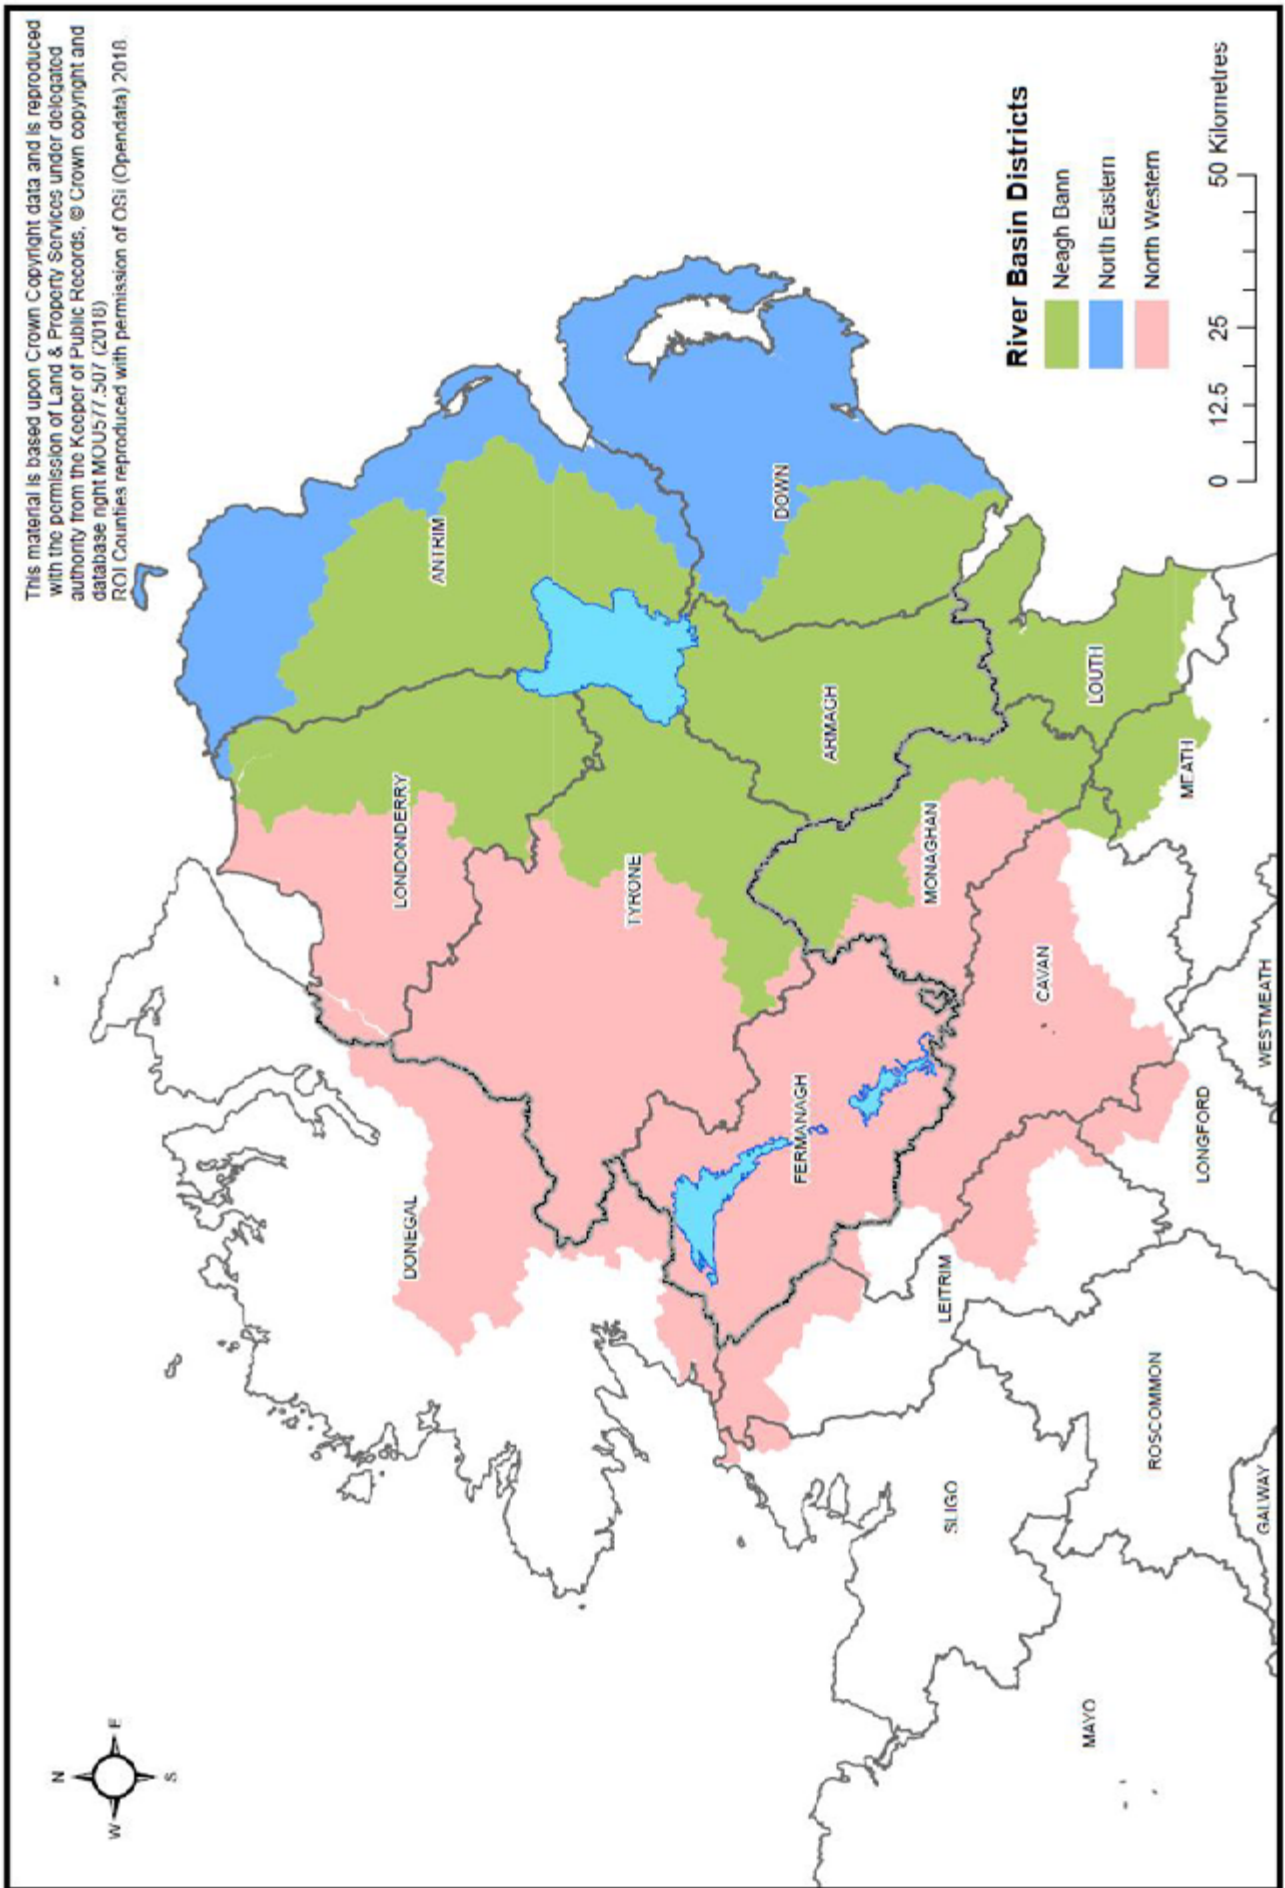 This material is based upon Crown Copyright data and is reproduced
with the permission of Land & Property Services under delegated
authority from the Keeper of Public Records, © Crown copyright and
database right MOU577.507 (2018)
ROI Counties reproduced with permission of OSi (Opendata) 2018.
N
W
E
S
ANTRIM
LONDONDERRY
DONEGAL
TYRONE
DOWN
FERMANAGH
ARMAGH
MONAGHAN
LEITRIM
SLIGO
CAVAN
LOUTH
MAYO
ROSCOMMON
MEATH
LONGFORD
WESTMEATH
GALWAY
River Basin Districts
Neagh Bann
North Eastern
North Western
0 12.5 25 50 Kilometres